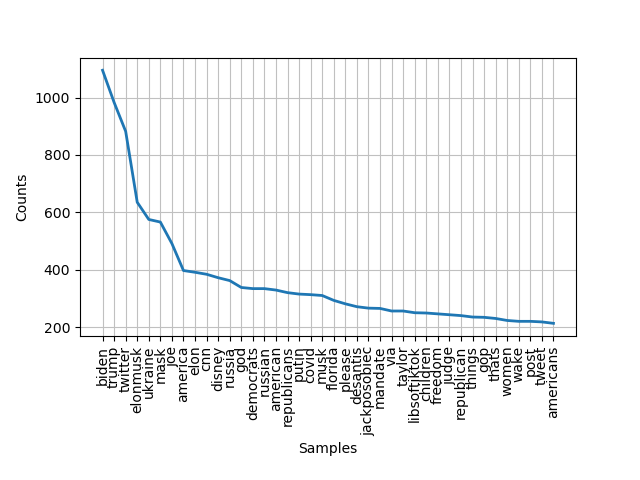 1000
800
600
400
200
Counts
biden
trump
twitter
elonmusk
ukraine
mask
joe
america
elon
cnn
disney
russia
god
democrats
russian
american
republicans
putin
covid
musk
florida
please
desantis
jackposobiec
mandate
via
taylor
libsoftiktok
children
freedom
judge
republican
things
gop
thats
women
wake
post
tweet
americans
Samples